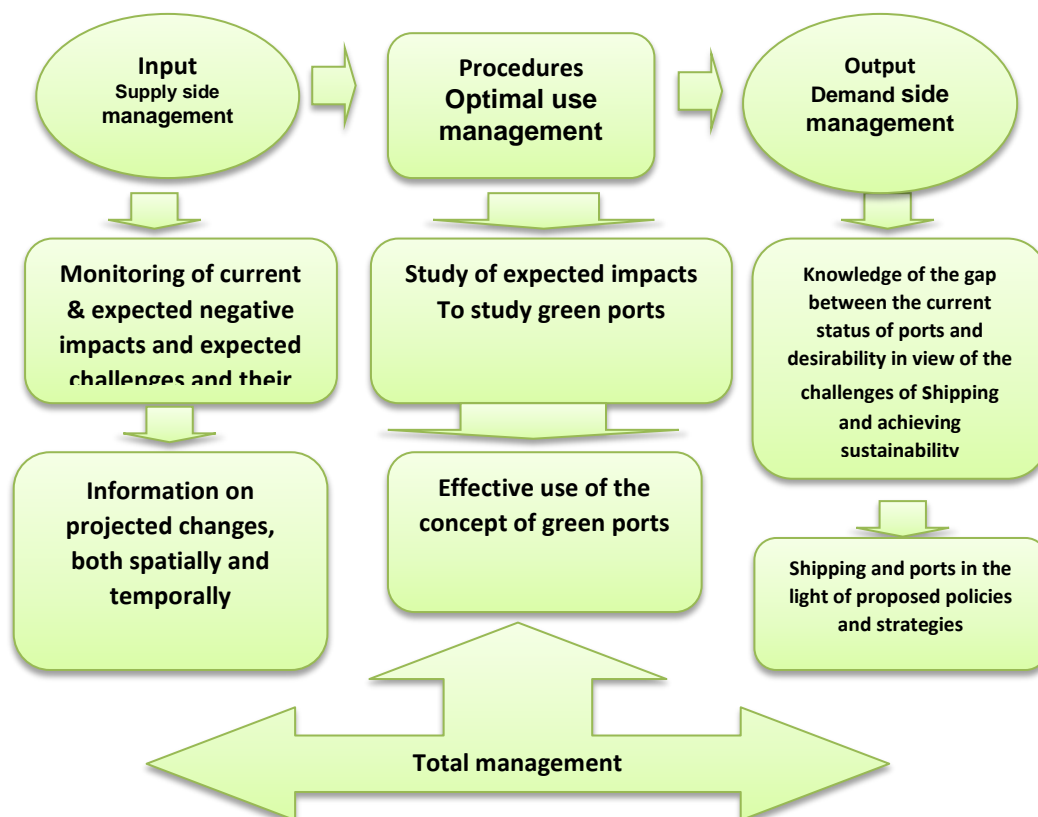 Input
Supply side
management
Procedures
Optimal use
management
Output
Demand side
management
Monitoring of current
& expected negative
impacts and expected
challenges and their
Study of expected impacts
To study green ports
Knowledge of the gap
between the current
status of ports and
desirability in view of the
challenges of Shipping
and achieving
sustainability
Information on
projected changes,
both spatially and
temporally
Effective use of the
concept of green ports
Shipping and ports in the
light of proposed policies
and strategies
Total management